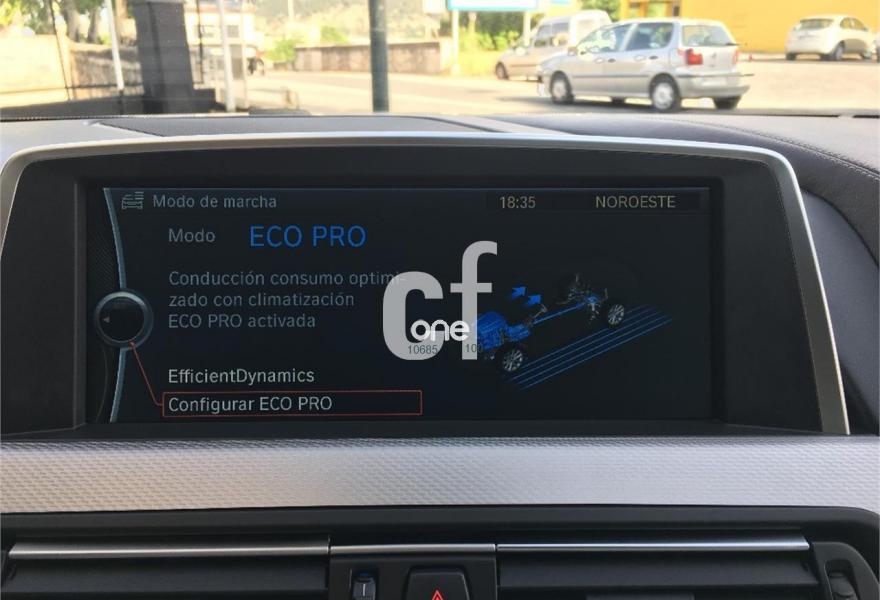 Modo de marcha
18:35
NOROESTE
Modo ECO PRO
Conducción consumo optimi-
zado con climatización
ECO PRO activada
EfficientDynamics
Configurar ECO PRO
cf
one
10685